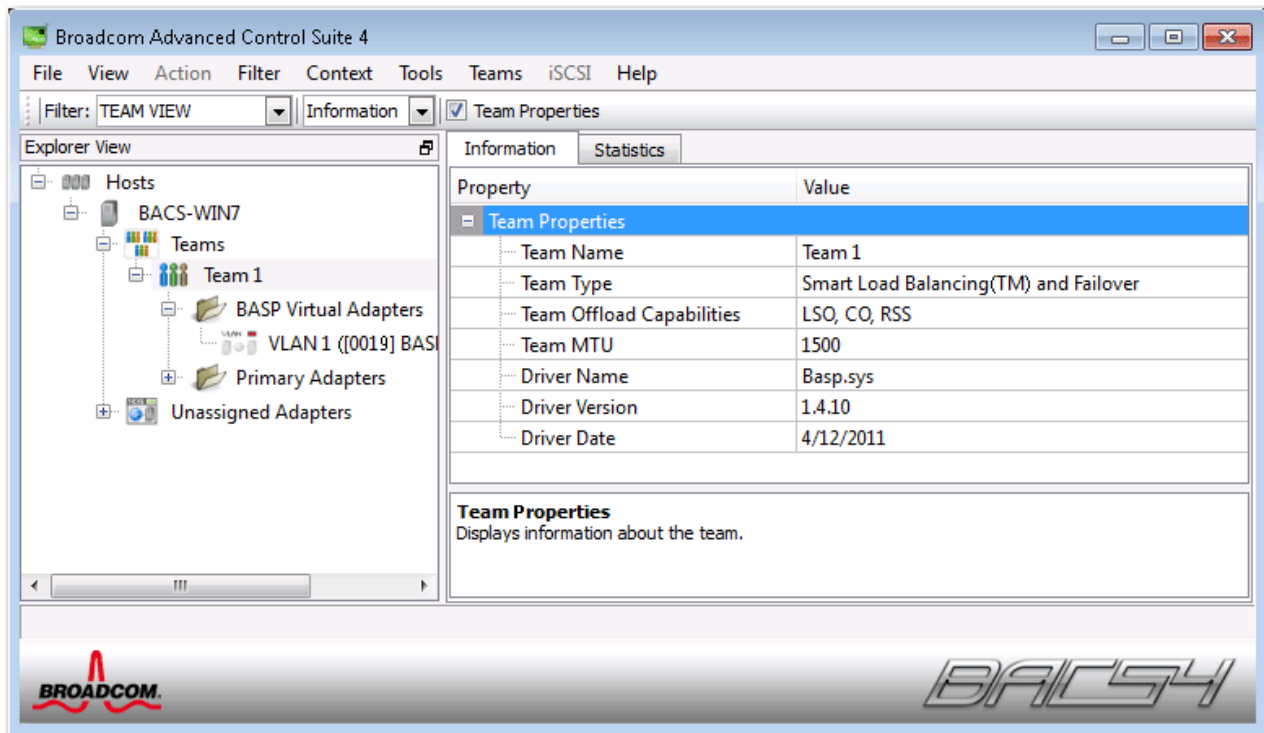 Broadcom Advanced Control Suite 4
File View Action Filter Context Tools Teams iSCSI Help
Filter: TEAM VIEW Information Team Properties
Explorer View
Hosts
BACS-WIN7
Teams
Team 1
BASP Virtual Adapters
VLAN 1 ([0019] BASI
Primary Adapters
Unassigned Adapters
Information Statistics
Property Value
Team Properties
Team Name Team 1
Team Type Smart Load Balancing(TM) and Failover
Team Offload Capabilities LSO, CO, RSS
Team MTU 1500
Driver Name Basp.sys
Driver Version 1.4.10
Driver Date 4/12/2011
Team Properties
Displays information about the team.
BROADCOM.
BACS4